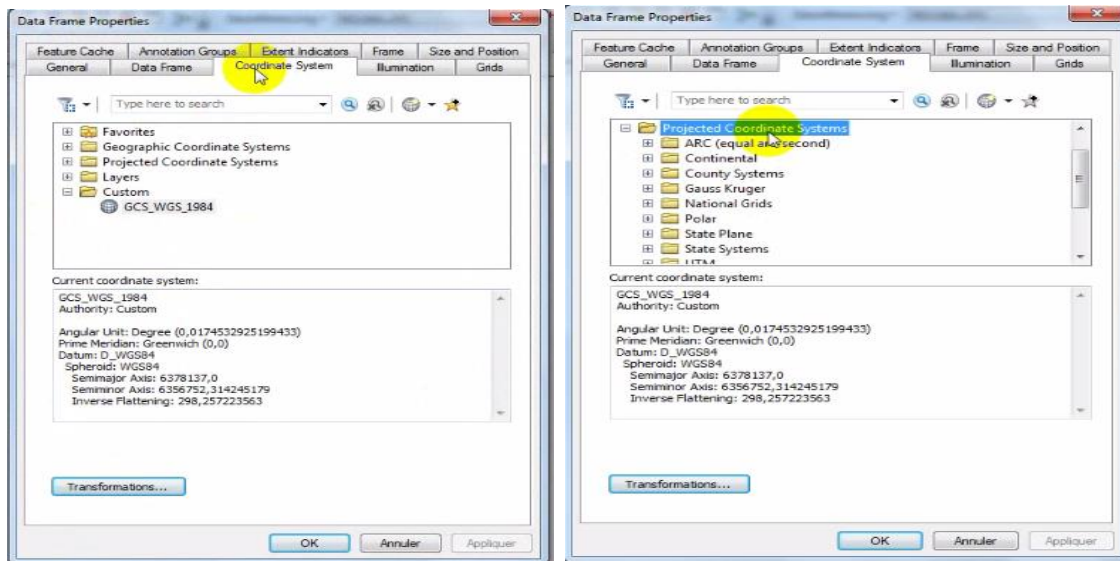 Data Frame Properties
Feature Cache Annotation Groups Extent Indicators Frame Size and Position
General Data Frame Coordinate System Illumination Grids
Type here to search
Favorites
Geographic Coordinate Systems
Projected Coordinate Systems
Layers
Custom
GCS_WGS_1984
Current coordinate system:
GCS_WGS_1984
Authority: Custom
Angular Unit: Degree (0,0174532925199433)
Prime Meridian: Greenwich (0,0)
Datum: D_WGS84
Spheroid: WGS84
Semimajor Axis: 6378137,0
Semiminor Axis: 6356752,314245179
Inverse Flattening: 298,257223563
Transformations...
OK Annuler Appliquer
Data Frame Properties
Feature Cache Annotation Groups Extent Indicators Frame Size and Position
General Data Frame Coordinate System Illumination Grids
Type here to search
Projected Coordinate Systems
ARC (equal arc-second)
Continental
County Systems
Gauss Kruger
National Grids
Polar
State Plane
State Systems
UTM
Current coordinate system:
GCS_WGS_1984
Authority: Custom
Angular Unit: Degree (0,0174532925199433)
Prime Meridian: Greenwich (0,0)
Datum: D_WGS84
Spheroid: WGS84
Semimajor Axis: 6378137,0
Semiminor Axis: 6356752,314245179
Inverse Flattening: 298,257223563
Transformations...
OK Annuler Appliquer